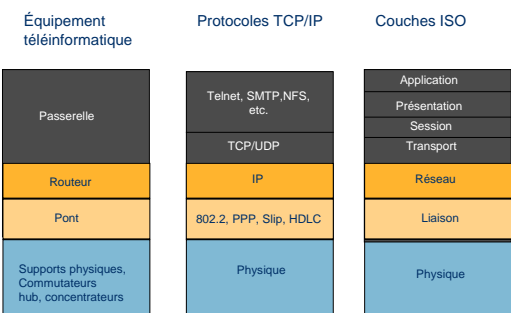 Équipement
téléinformatique
Protocoles TCP/IP
Couches ISO
Passerelle
Telnet, SMTP,NFS,
etc.
TCP/UDP
Application
Présentation
Session
Transport
Routeur
IP
Réseau
Pont
802.2, PPP, Slip, HDLC
Liaison
Supports physiques,
Commutateurs
hub, concentrateurs
Physique
Physique